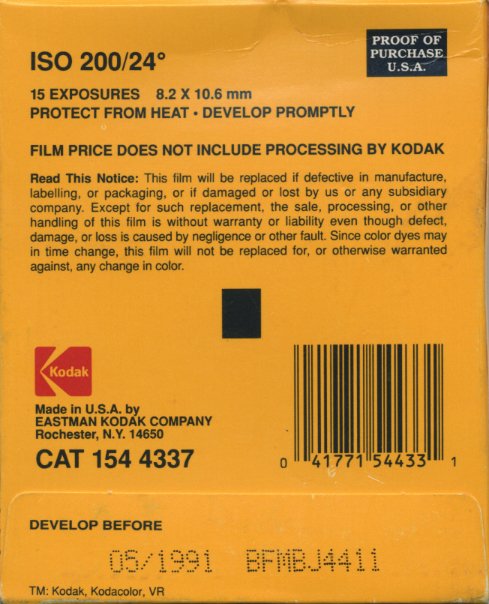 ISO 200/24°
PROOF OF
PURCHASE
U.S.A.
15 EXPOSURES 8.2 X 10.6 mm
PROTECT FROM HEAT • DEVELOP PROMPTLY
FILM PRICE DOES NOT INCLUDE PROCESSING BY KODAK
Read This Notice: This film will be replaced if defective in manufacture,
labelling, or packaging, or if damaged or lost by us or any subsidiary
company. Except for such replacement, the sale, processing, or other
handling of this film is without warranty or liability even though defect,
damage, or loss is caused by negligence or other fault. Since color dyes may
in time change, this film will not be replaced for, or otherwise warranted
against, any change in color.
Kodak
Made in U.S.A. by
EASTMAN KODAK COMPANY
Rochester, N.Y. 14650
CAT 154 4337
0 41771 54433 1
DEVELOP BEFORE
06/1991 BFMBJ4411
TM: Kodak, Kodacolor, VR